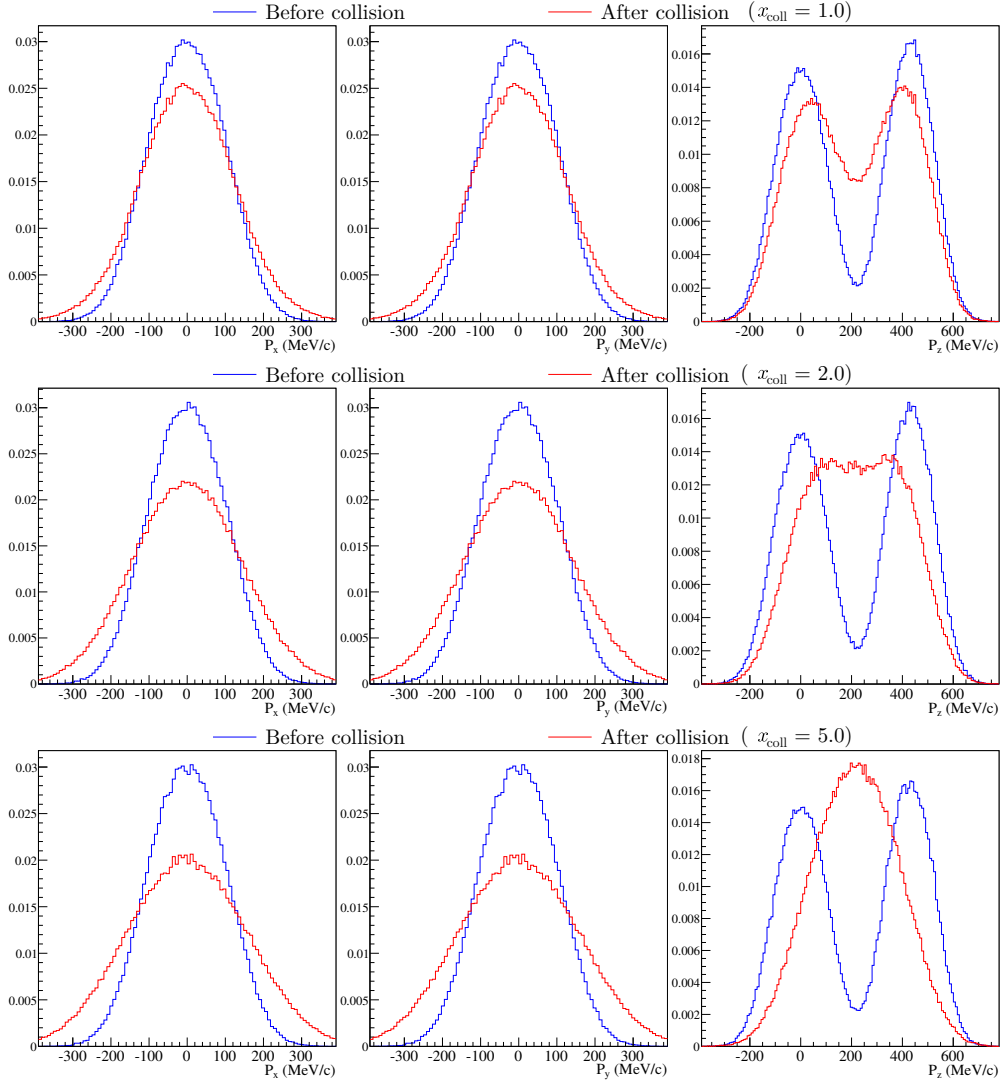 Before collision After collision (x_coll = 1.0)
0.03 0.025 0.02 0.015 0.01 0.005 0
0.03 0.025 0.02 0.015 0.01 0.005 0
0.016 0.014 0.012 0.01 0.008 0.006 0.004 0.002 0
-300 -200 -100 0 100 200 300
-300 -200 -100 0 100 200 300
-200 0 200 400 600
P_x (MeV/c) P_y (MeV/c) P_z (MeV/c)
Before collision After collision ( x_coll = 2.0)
0.03 0.025 0.02 0.015 0.01 0.005 0
0.03 0.025 0.02 0.015 0.01 0.005 0
0.016 0.014 0.012 0.01 0.008 0.006 0.004 0.002 0
-300 -200 -100 0 100 200 300
-300 -200 -100 0 100 200 300
-200 0 200 400 600
P_x (MeV/c) P_y (MeV/c) P_z (MeV/c)
Before collision After collision ( x_coll = 5.0)
0.03 0.025 0.02 0.015 0.01 0.005 0
0.03 0.025 0.02 0.015 0.01 0.005 0
0.018 0.016 0.014 0.012 0.01 0.008 0.006 0.004 0.002 0
-300 -200 -100 0 100 200 300
-300 -200 -100 0 100 200 300
-200 0 200 400 600
P_x (MeV/c) P_y (MeV/c) P_z (MeV/c)